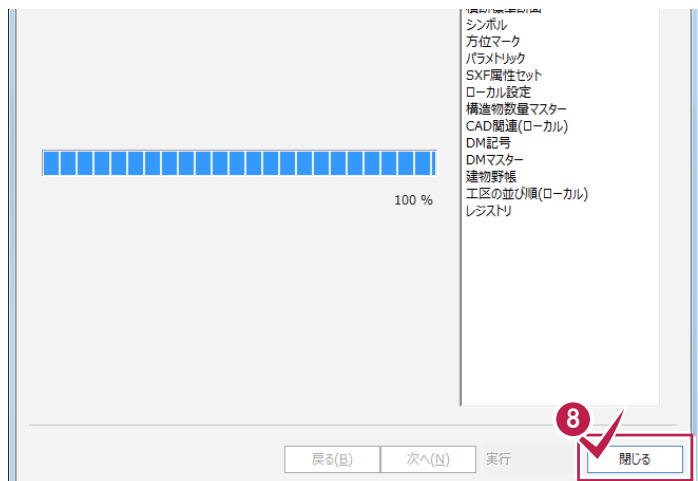 シンボル
方位マーク
パラメトリック
SXF属性セット
ローカル設定
構造物数量マスター
CAD関連(ローカル)
DM記号
DMマスター
建物野帳
工区の並び順(ローカル)
レジストリ
100 %
8
戻る(B) 次へ(N) 実行 閉じる